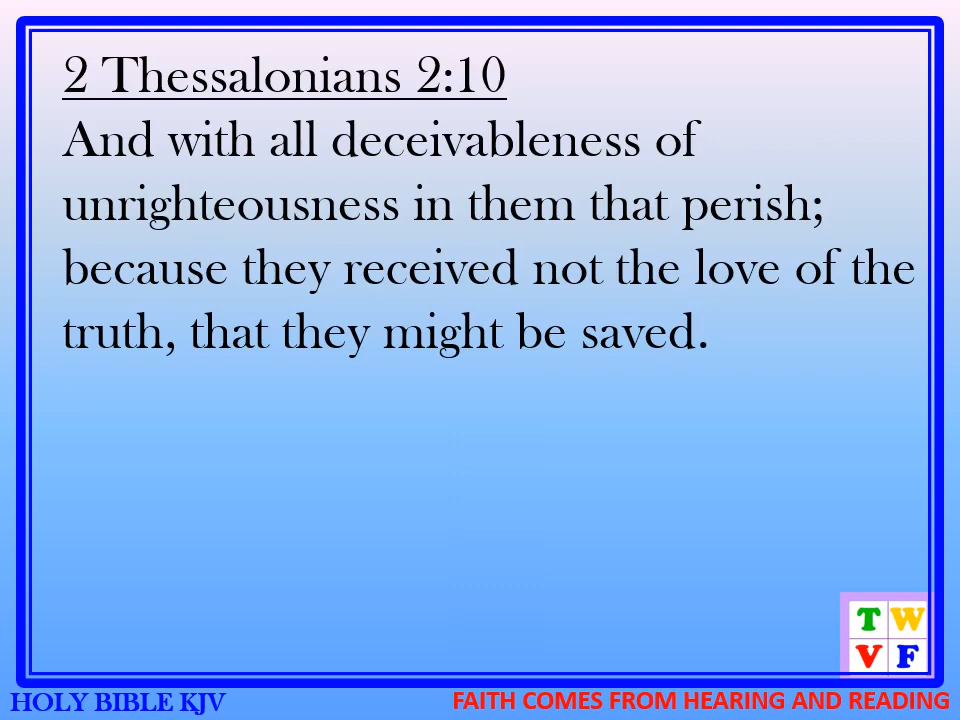 2 Thessalonians 2:10
And with all deceivableness of
unrighteousness in them that perish;
because they received not the love of the
truth, that they might be saved.
T W
V F
HOLY BIBLE KJV
FAITH COMES FROM HEARING AND READING